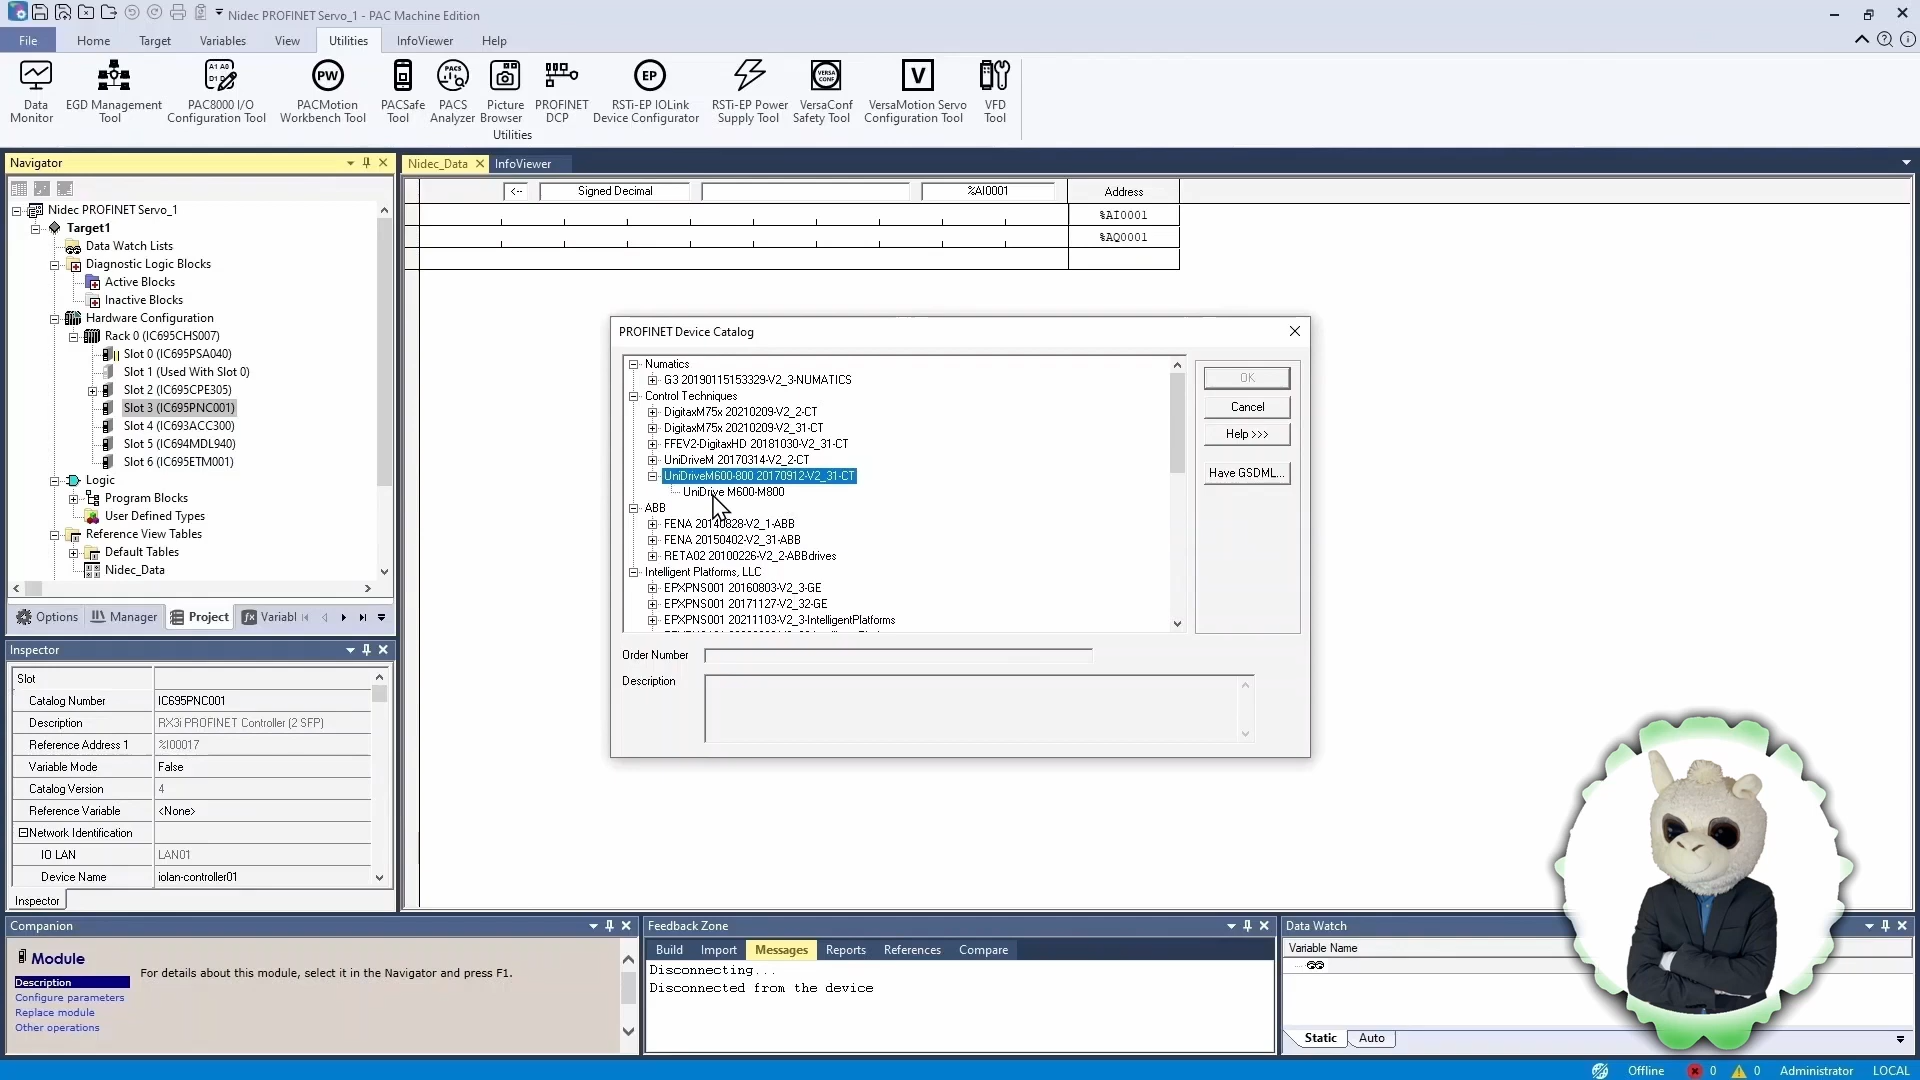 Nidec PROFINET Servo_1 - PAC Machine Edition
File Home Target Variables View Utilities InfoViewer Help
Data Monitor
EGD Management Tool
PAC8000 I/O Configuration Tool
PW
PACMotion Workbench Tool
PACSafe Tool
PACS Analyzer
Picture Browser
PROFINET DCP
EP
RSTi-EP IOLink Device Configurator
RSTi-EP Power Supply Tool
VERSA CONF
VersaConf Safety Tool
V
VersaMotion Servo Configuration Tool
VFD Tool
Utilities
Navigator
Nidec PROFINET Servo_1
Target1
Data Watch Lists
Diagnostic Logic Blocks
Active Blocks
Inactive Blocks
Hardware Configuration
Rack 0 (IC695CHS007)
Slot 0 (IC695PSA040)
Slot 1 (Used With Slot 0)
Slot 2 (IC695CPE305)
Slot 3 (IC695PNC001)
Slot 4 (IC693ACC300)
Slot 5 (IC694MDL940)
Slot 6 (IC695ETM001)
Logic
Program Blocks
User Defined Types
Reference View Tables
Default Tables
Nidec_Data
Options Manager Project Variabl
Nidec_Data InfoViewer
<-- Signed Decimal %AI0001 Address
%AI0001
%AQ0001
PROFINET Device Catalog
Numatics
G3 20190115153329-V2_3-NUMATICS
Control Techniques
DigitaxM75x 20210209-V2_2-CT
DigitaxM75x 20210209-V2_31-CT
FFEV2-DigitaxHD 20181030-V2_31-CT
UniDriveM 20170314-V2_2-CT
UniDriveM600-800 20170912-V2_31-CT
UniDrive M600-M800
ABB
FENA 20140828-V2_1-ABB
FENA 20150402-V2_31-ABB
RETA02 20100226-V2_2-ABBdrives
Intelligent Platforms, LLC
EPXPNS001 20160803-V2_3-GE
EPXPNS001 20171127-V2_32-GE
EPXPNS001 20211103-V2_3-IntelligentPlatforms
OK
Cancel
Help >>>
Have GSDML...
Order Number
Description
Inspector
Slot
Catalog Number IC695PNC001
Description RX3i PROFINET Controller (2 SFP)
Reference Address 1 %I00017
Variable Mode False
Catalog Version 4
Reference Variable <None>
Network Identification
IO LAN LAN01
Device Name iolan-controller01
Inspector
Companion
Module
Description
Configure parameters
Replace module
Other operations
For details about this module, select it in the Navigator and press F1.
Feedback Zone
Build Import Messages Reports References Compare
Disconnecting...
Disconnected from the device
Data Watch
Variable Name
Static Auto
Offline 0 0 Administrator LOCAL